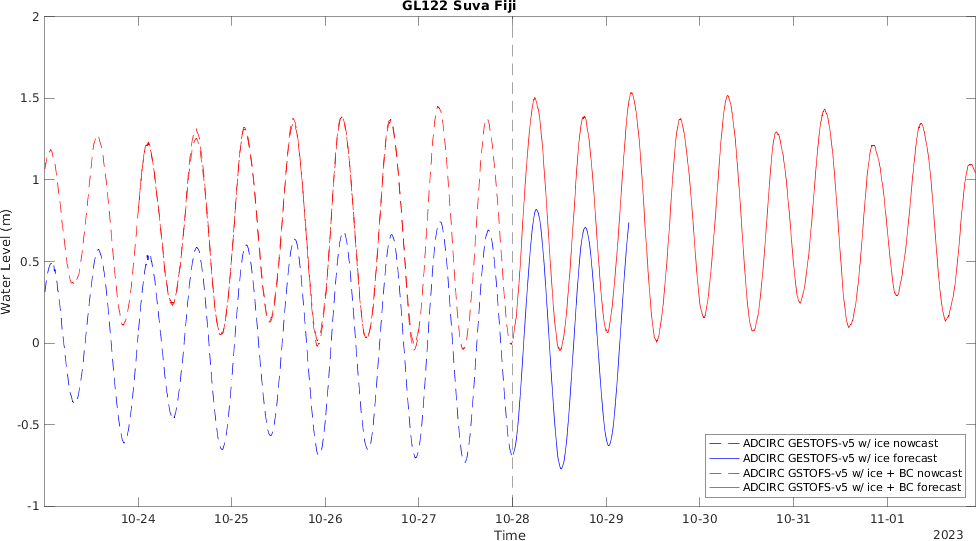 GL122 Suva Fiji
2
1.5
1
0.5
0
-0.5
-1
Water Level (m)
10-24 10-25 10-26 10-27 10-28 10-29 10-30 10-31 11-01
Time
2023
ADCIRC GESTOFS-v5 w/ ice nowcast
ADCIRC GESTOFS-v5 w/ ice forecast
ADCIRC GSTOFS-v5 w/ ice + BC nowcast
ADCIRC GSTOFS-v5 w/ ice + BC forecast